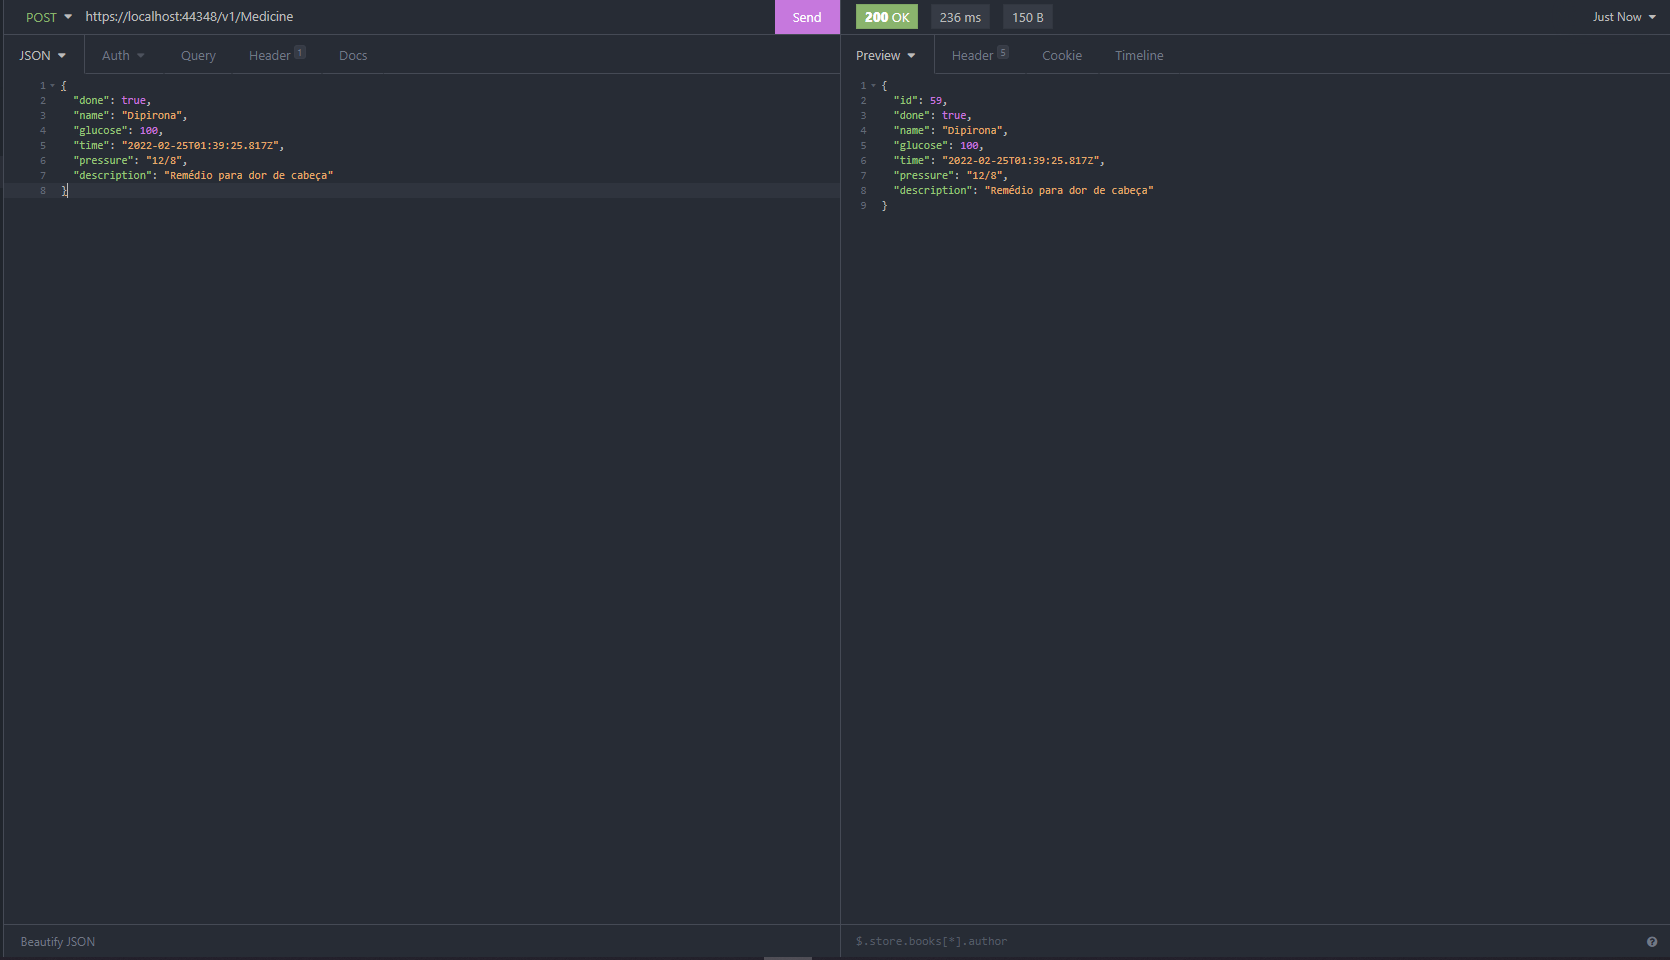 POST https://localhost:44348/v1/Medicine Send
JSON Auth Query Header 1 Docs
1 {
2 "done": true,
3 "name": "Dipirona",
4 "glucose": 100,
5 "time": "2022-02-25T01:39:25.817Z",
6 "pressure": "12/8",
7 "description": "Remédio para dor de cabeça"
8 }
Beautify JSON
200 OK 236 ms 150 B Just Now
Preview Header 5 Cookie Timeline
1 {
2 "id": 59,
3 "done": true,
4 "name": "Dipirona",
5 "glucose": 100,
6 "time": "2022-02-25T01:39:25.817Z",
7 "pressure": "12/8",
8 "description": "Remédio para dor de cabeça"
9 }
$.store.books[*].author ?